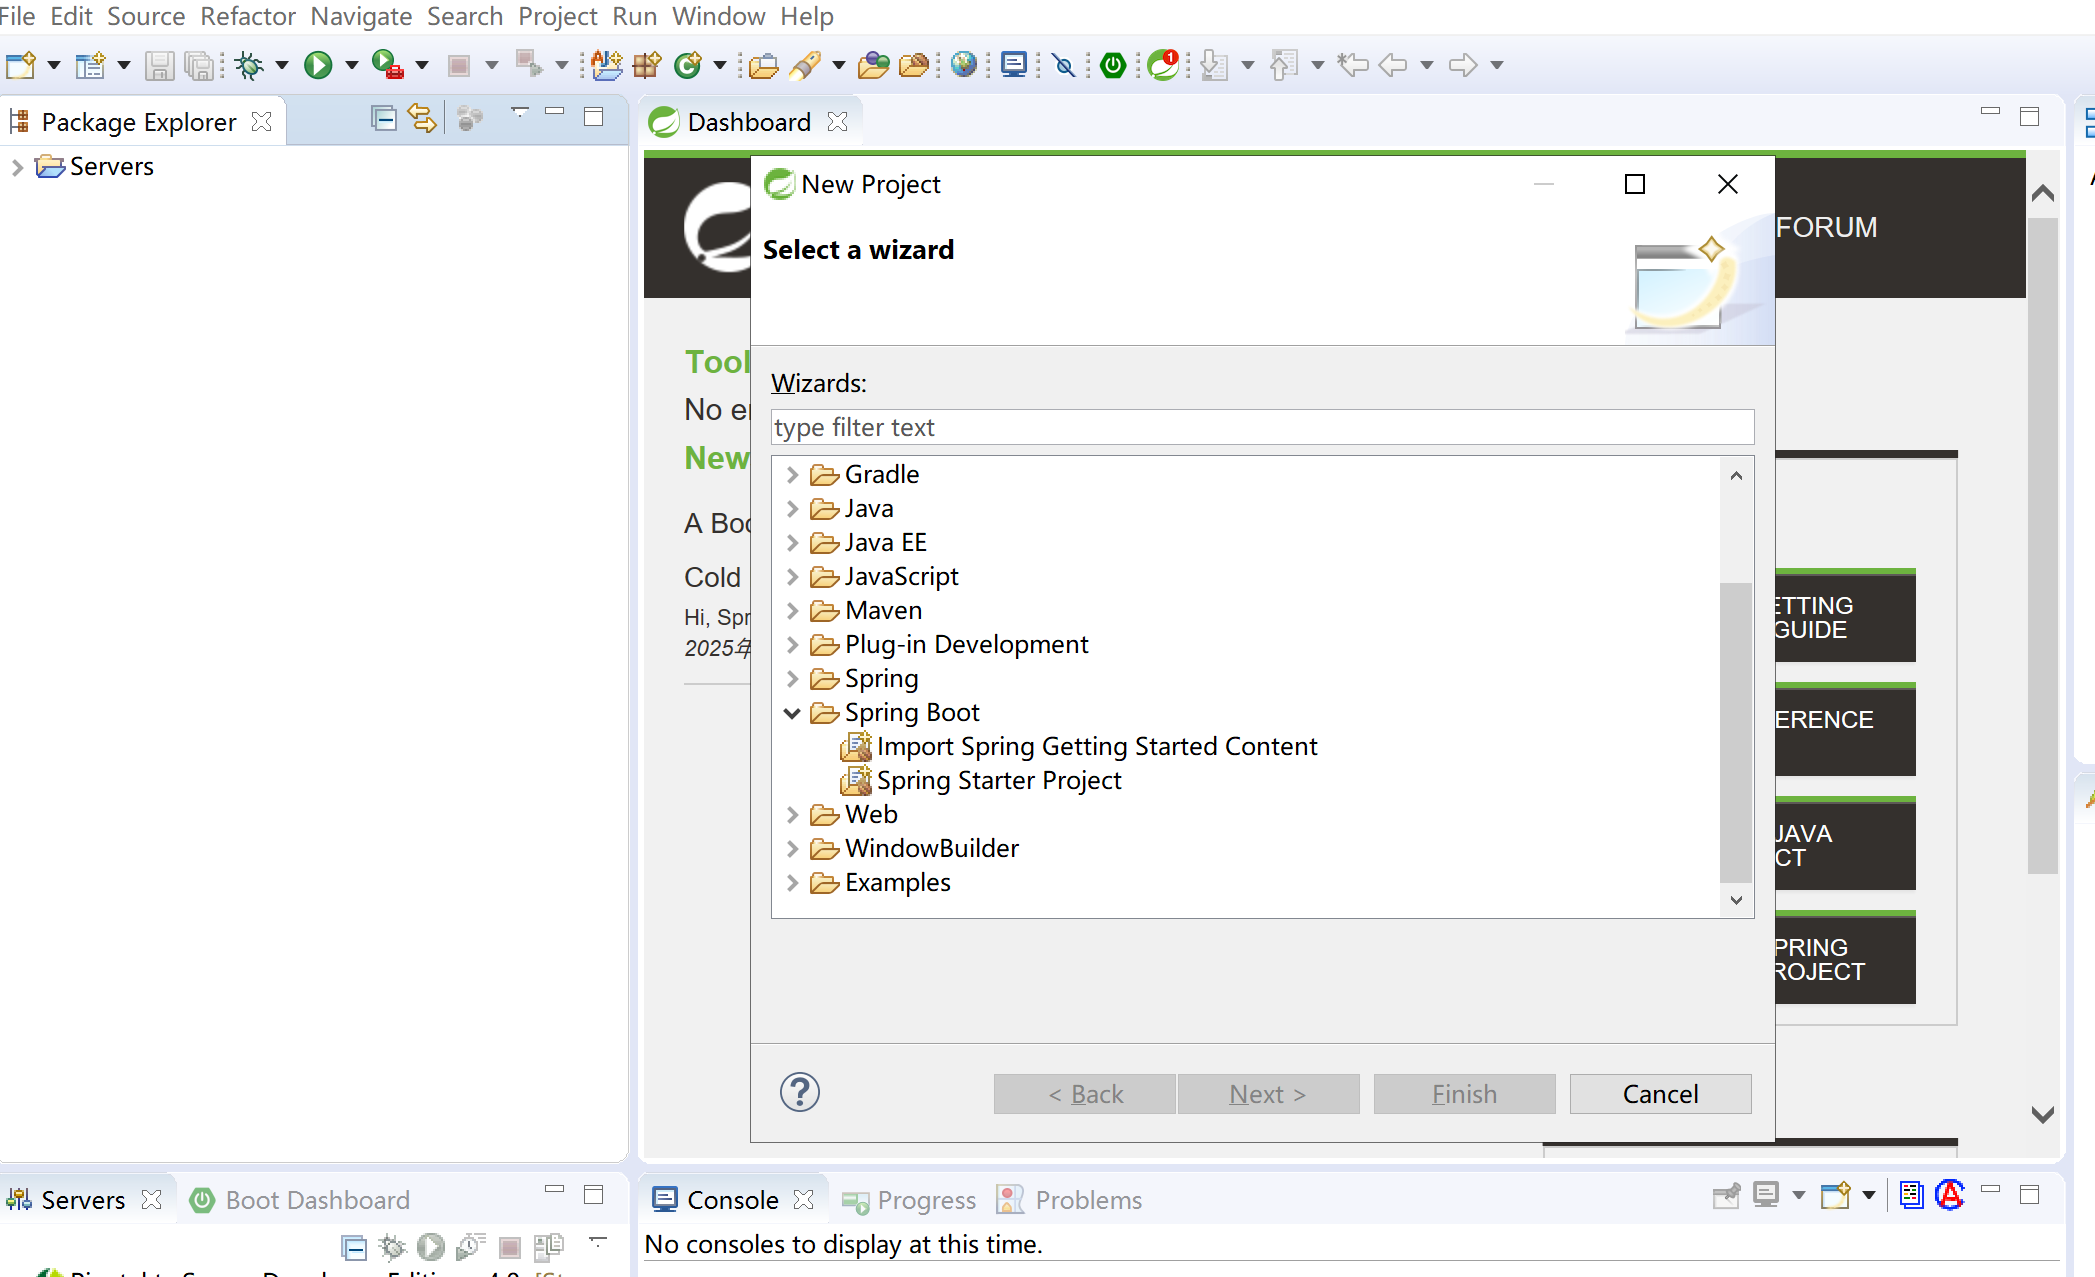 File Edit Source Refactor Navigate Search Project Run Window Help
Package Explorer
Servers
Dashboard
New Project
Select a wizard
FORUM
Wizards:
type filter text
Gradle
Java
Java EE
JavaScript
Maven
Plug-in Development
Spring
Spring Boot
Import Spring Getting Started Content
Spring Starter Project
Web
WindowBuilder
Examples
< Back
Next >
Finish
Cancel
Tool
No
New
A
Cold
Hi, Spr
2025年
ETTING
GUIDE
ERENCE
JAVA
CT
PRING
ROJECT
Servers
Boot Dashboard
Console
Progress
Problems
No consoles to display at this time.